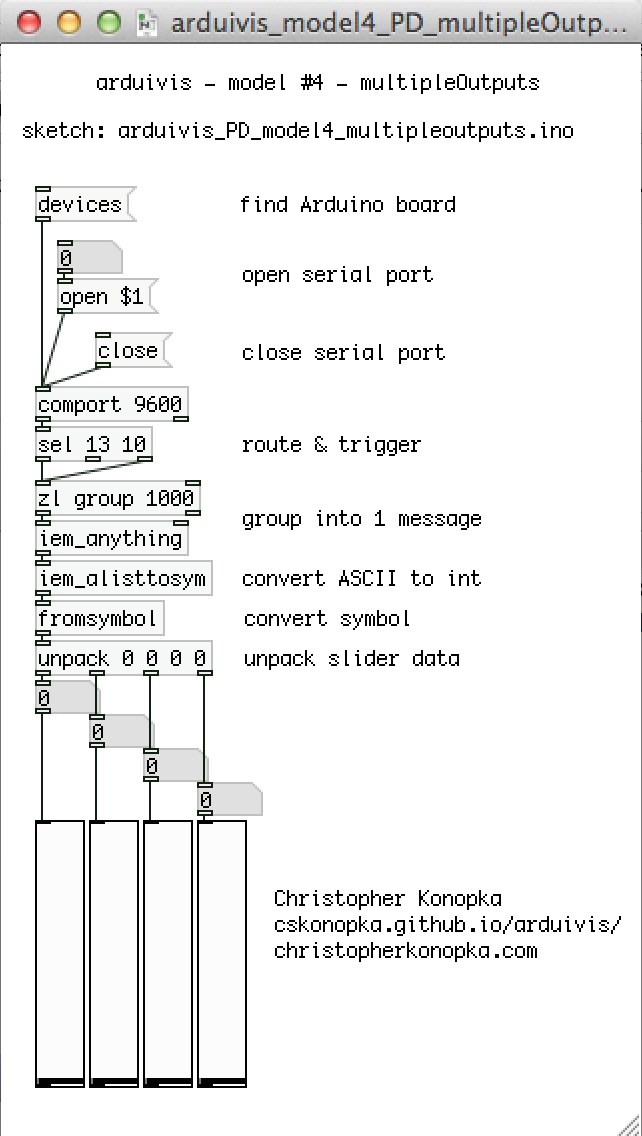 arduivis_model4_PD_multipleOutp...
arduivis - model #4 - multipleOutputs
sketch: arduivis_PD_model4_multipleoutputs.ino
devices find Arduino board
0
open serial port
open $1
close close serial port
comport 9600
sel 13 10 route & trigger
zl group 1000
group into 1 message
iem_anything
iem_alisttosym convert ASCII to int
fromsymbol convert symbol
unpack 0 0 0 0 unpack slider data
0
0
0
0
Christopher Konopka
cskonopka.github.io/arduivis/
christopherkonopka.com